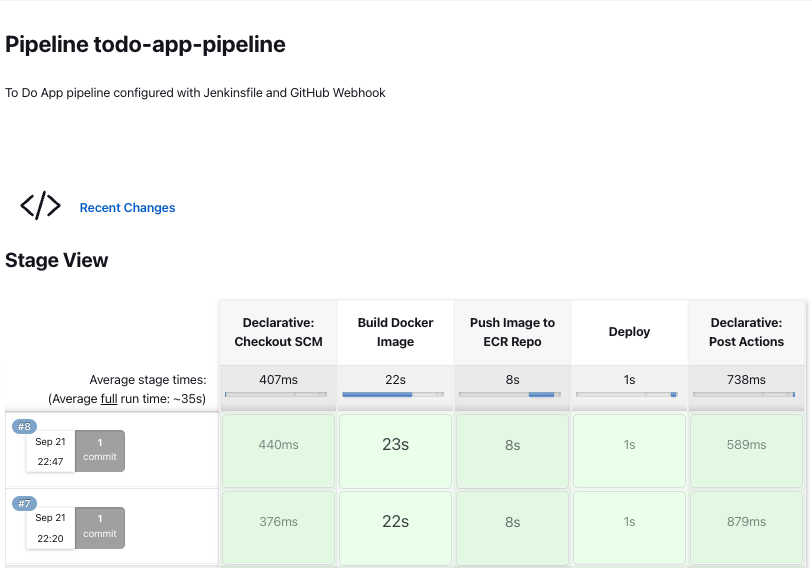 Pipeline todo-app-pipeline
To Do App pipeline configured with Jenkinsfile and GitHub Webhook
</> Recent Changes
Stage View
Declarative: Checkout SCM
Build Docker Image
Push Image to ECR Repo
Deploy
Declarative: Post Actions
Average stage times:
(Average full run time: ~35s)
407ms
22s
8s
1s
738ms
#8
Sep 21
22:47
1
commit
440ms
23s
8s
1s
589ms
#7
Sep 21
22:20
1
commit
376ms
22s
8s
1s
879ms